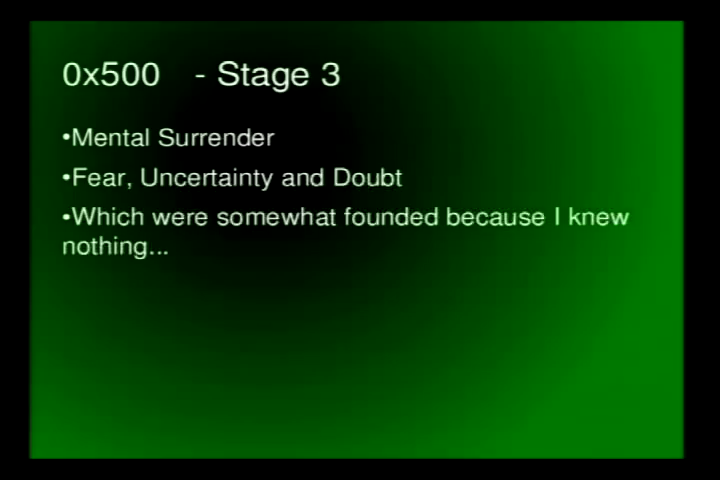 0x500 - Stage 3
•Mental Surrender
•Fear, Uncertainty and Doubt
•Which were somewhat founded because I knew
nothing...